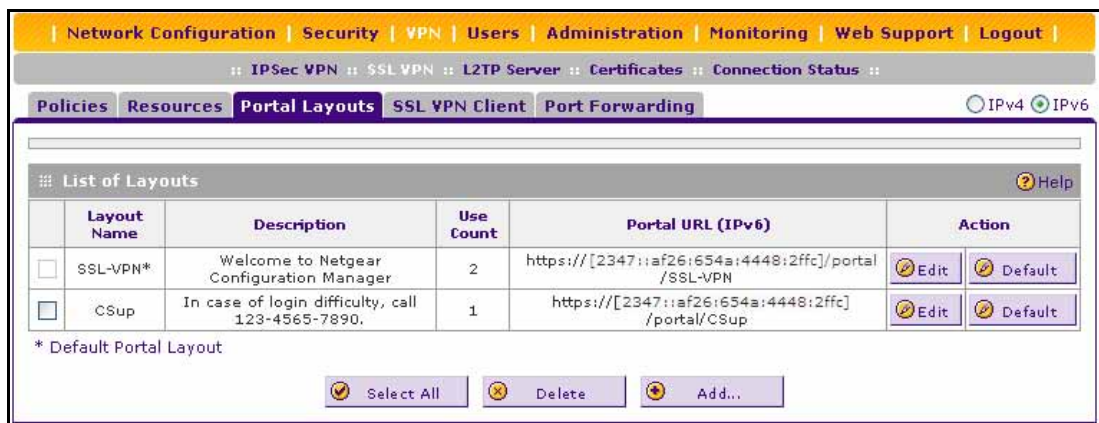 | Network Configuration | Security | VPN | Users | Administration | Monitoring | Web Support | Logout |
:: IPSec VPN :: SSL VPN :: L2TP Server :: Certificates :: Connection Status ::
Policies Resources Portal Layouts SSL VPN Client Port Forwarding IPv4 IPv6
List of Layouts ? Help
Layout Name Description Use Count Portal URL (IPv6) Action
SSL-VPN* Welcome to Netgear Configuration Manager 2 https://[2347::af26:654a:4448:2ffc]/portal/SSL-VPN Edit Default
CSup In case of login difficulty, call 123-4565-7890. 1 https://[2347::af26:654a:4448:2ffc]/portal/CSup Edit Default
* Default Portal Layout
Select All Delete Add...